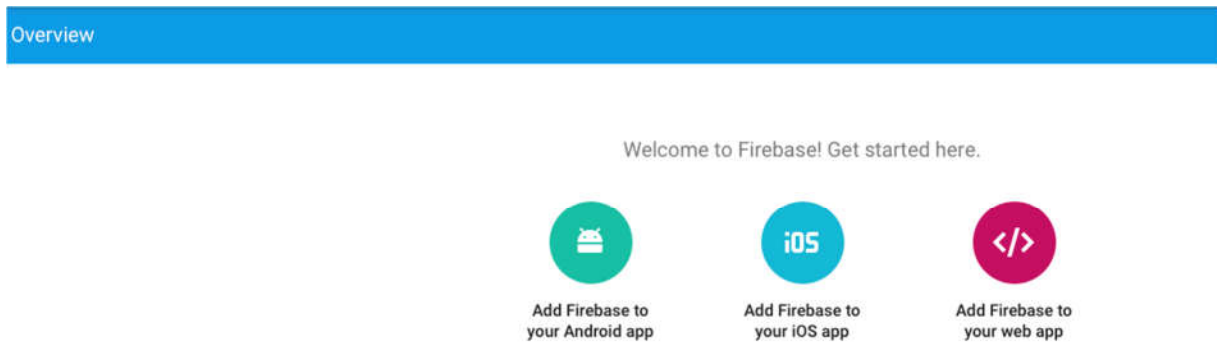 Overview
Welcome to Firebase! Get started here.
iOS
</>
Add Firebase to
your Android app
Add Firebase to
your iOS app
Add Firebase to
your web app